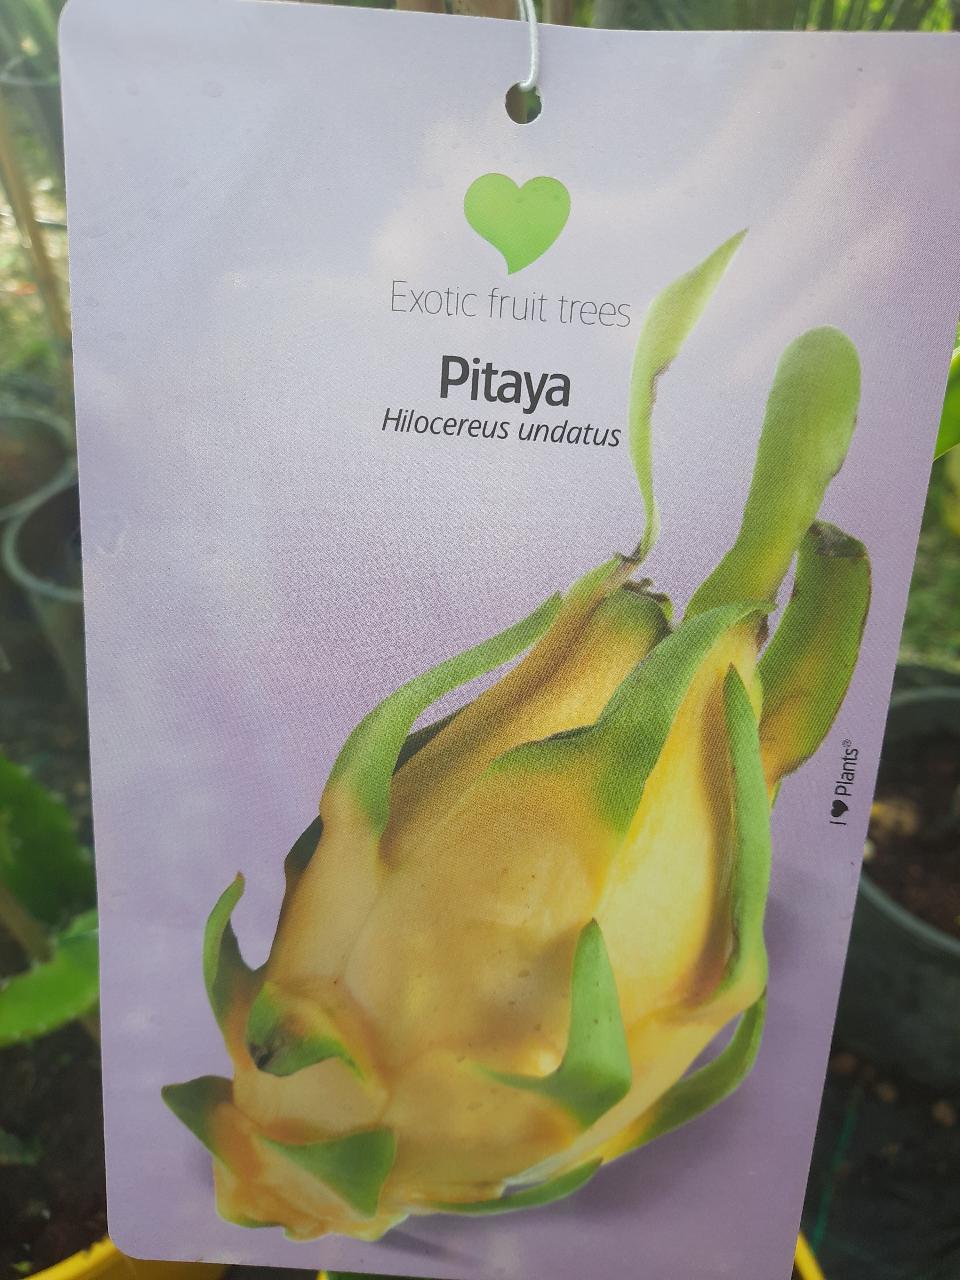 Exotic fruit trees
Pitaya
Hilocereus undatus
I ♥ Plants®